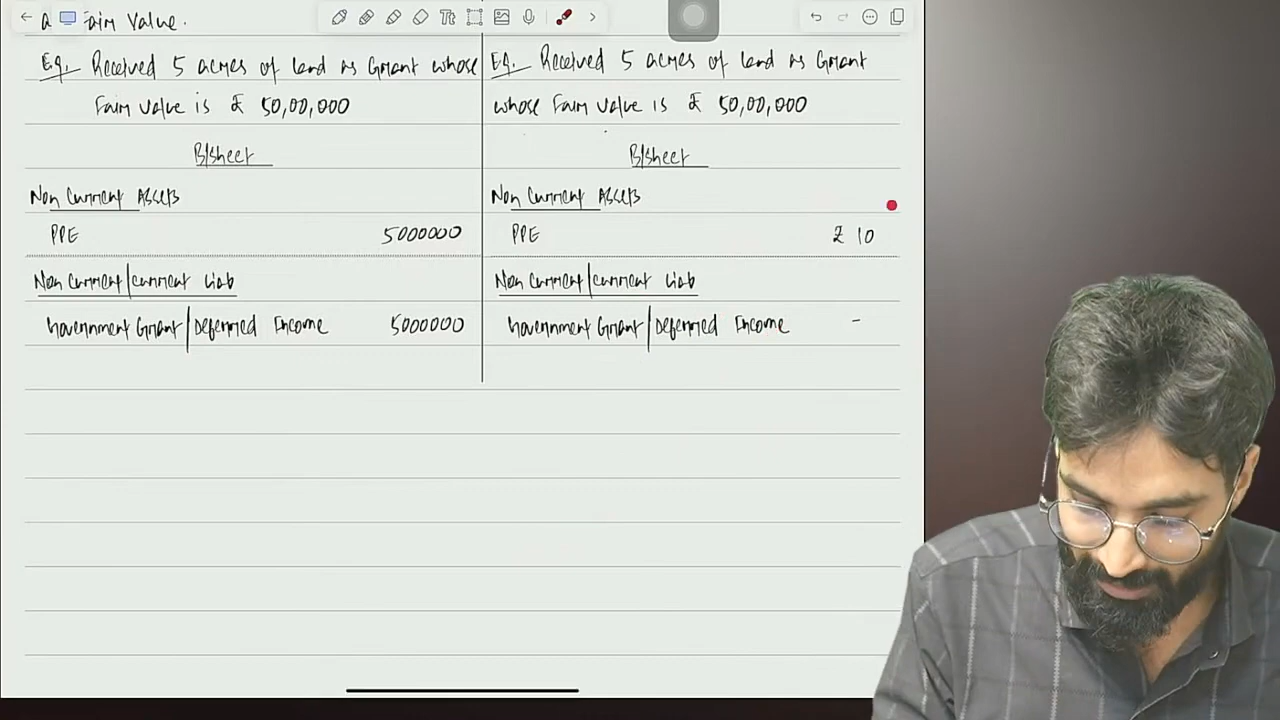 a Fair Value.
Eg. Received 5 acres of land as Grant whose
Fair value is ₹ 50,00,000
B/sheet
Non Current Assets
PPE 5000000
Non Current/current Liab
Government Grant/Deferred Income 5000000
Eg. Received 5 acres of land as Grant
whose Fair value is ₹ 50,00,000
B/sheet
Non Current Assets
PPE ₹ 10
Non Current/current Liab
Government Grant/Deferred Income -